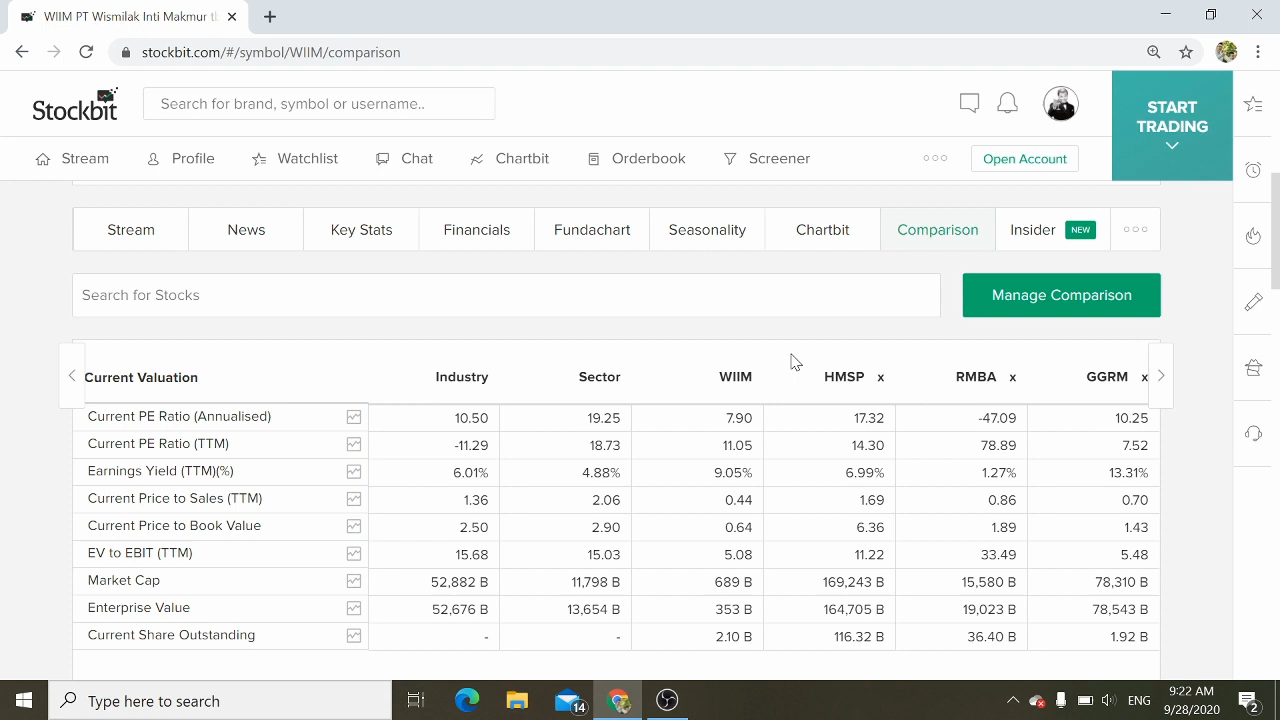 WIIM PT Wismilak Inti Makmur tb
stockbit.com/#/symbol/WIIM/comparison
Stockbit
Search for brand, symbol or username..
START
TRADING
Stream Profile Watchlist Chat Chartbit Orderbook Screener Open Account
Stream News Key Stats Financials Fundachart Seasonality Chartbit Comparison Insider NEW
Search for Stocks Manage Comparison
Current Valuation Industry Sector WIIM HMSP x RMBA x GGRM x
Current PE Ratio (Annualised) 10.50 19.25 7.90 17.32 -47.09 10.25
Current PE Ratio (TTM) -11.29 18.73 11.05 14.30 78.89 7.52
Earnings Yield (TTM)(%) 6.01% 4.88% 9.05% 6.99% 1.27% 13.31%
Current Price to Sales (TTM) 1.36 2.06 0.44 1.69 0.86 0.70
Current Price to Book Value 2.50 2.90 0.64 6.36 1.89 1.43
EV to EBIT (TTM) 15.68 15.03 5.08 11.22 33.49 5.48
Market Cap 52,882 B 11,798 B 689 B 169,243 B 15,580 B 78,310 B
Enterprise Value 52,676 B 13,654 B 353 B 164,705 B 19,023 B 78,543 B
Current Share Outstanding - - 2.10 B 116.32 B 36.40 B 1.92 B
Type here to search 14 ENG 9:22 AM
9/28/2020 2